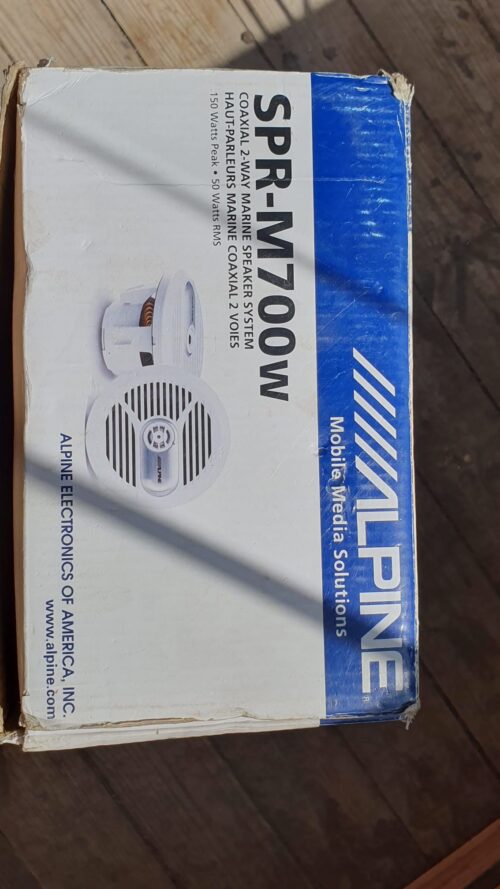 ALPINE
Mobile Media Solutions
SPR-M700W
COAXIAL 2-WAY MARINE SPEAKER SYSTEM
HAUT-PARLEURS MARINE COAXIAL 2 VOIES
150 Watts Peak • 50 Watts RMS
ALPINE
ALPINE ELECTRONICS OF AMERICA, INC.
www.alpine.com